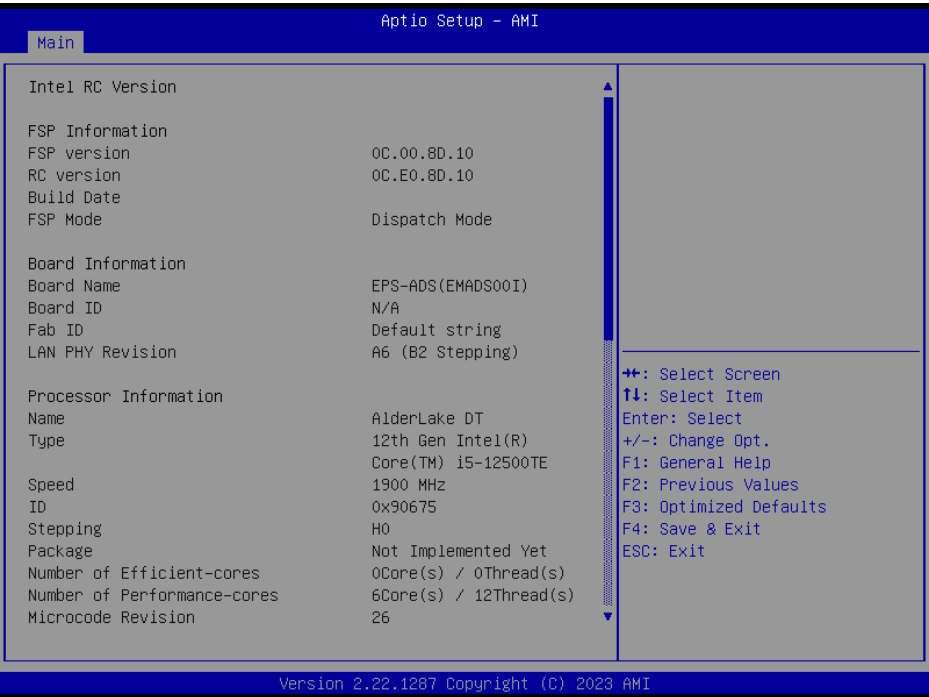 Aptio Setup – AMI
Main
Intel RC Version
FSP Information
FSP version 0C.00.8D.10
RC version 0C.E0.8D.10
Build Date
FSP Mode Dispatch Mode
Board Information
Board Name EPS-ADS(EMADS00I)
Board ID N/A
Fab ID Default string
LAN PHY Revision A6 (B2 Stepping)
Processor Information
Name AlderLake DT
Type 12th Gen Intel(R)
Core(TM) i5-12500TE
Speed 1900 MHz
ID 0x90675
Stepping H0
Package Not Implemented Yet
Number of Efficient-cores 0Core(s) / 0Thread(s)
Number of Performance-cores 6Core(s) / 12Thread(s)
Microcode Revision 26
→←: Select Screen
↑↓: Select Item
Enter: Select
+/-: Change Opt.
F1: General Help
F2: Previous Values
F3: Optimized Defaults
F4: Save & Exit
ESC: Exit
Version 2.22.1287 Copyright (C) 2023 AMI